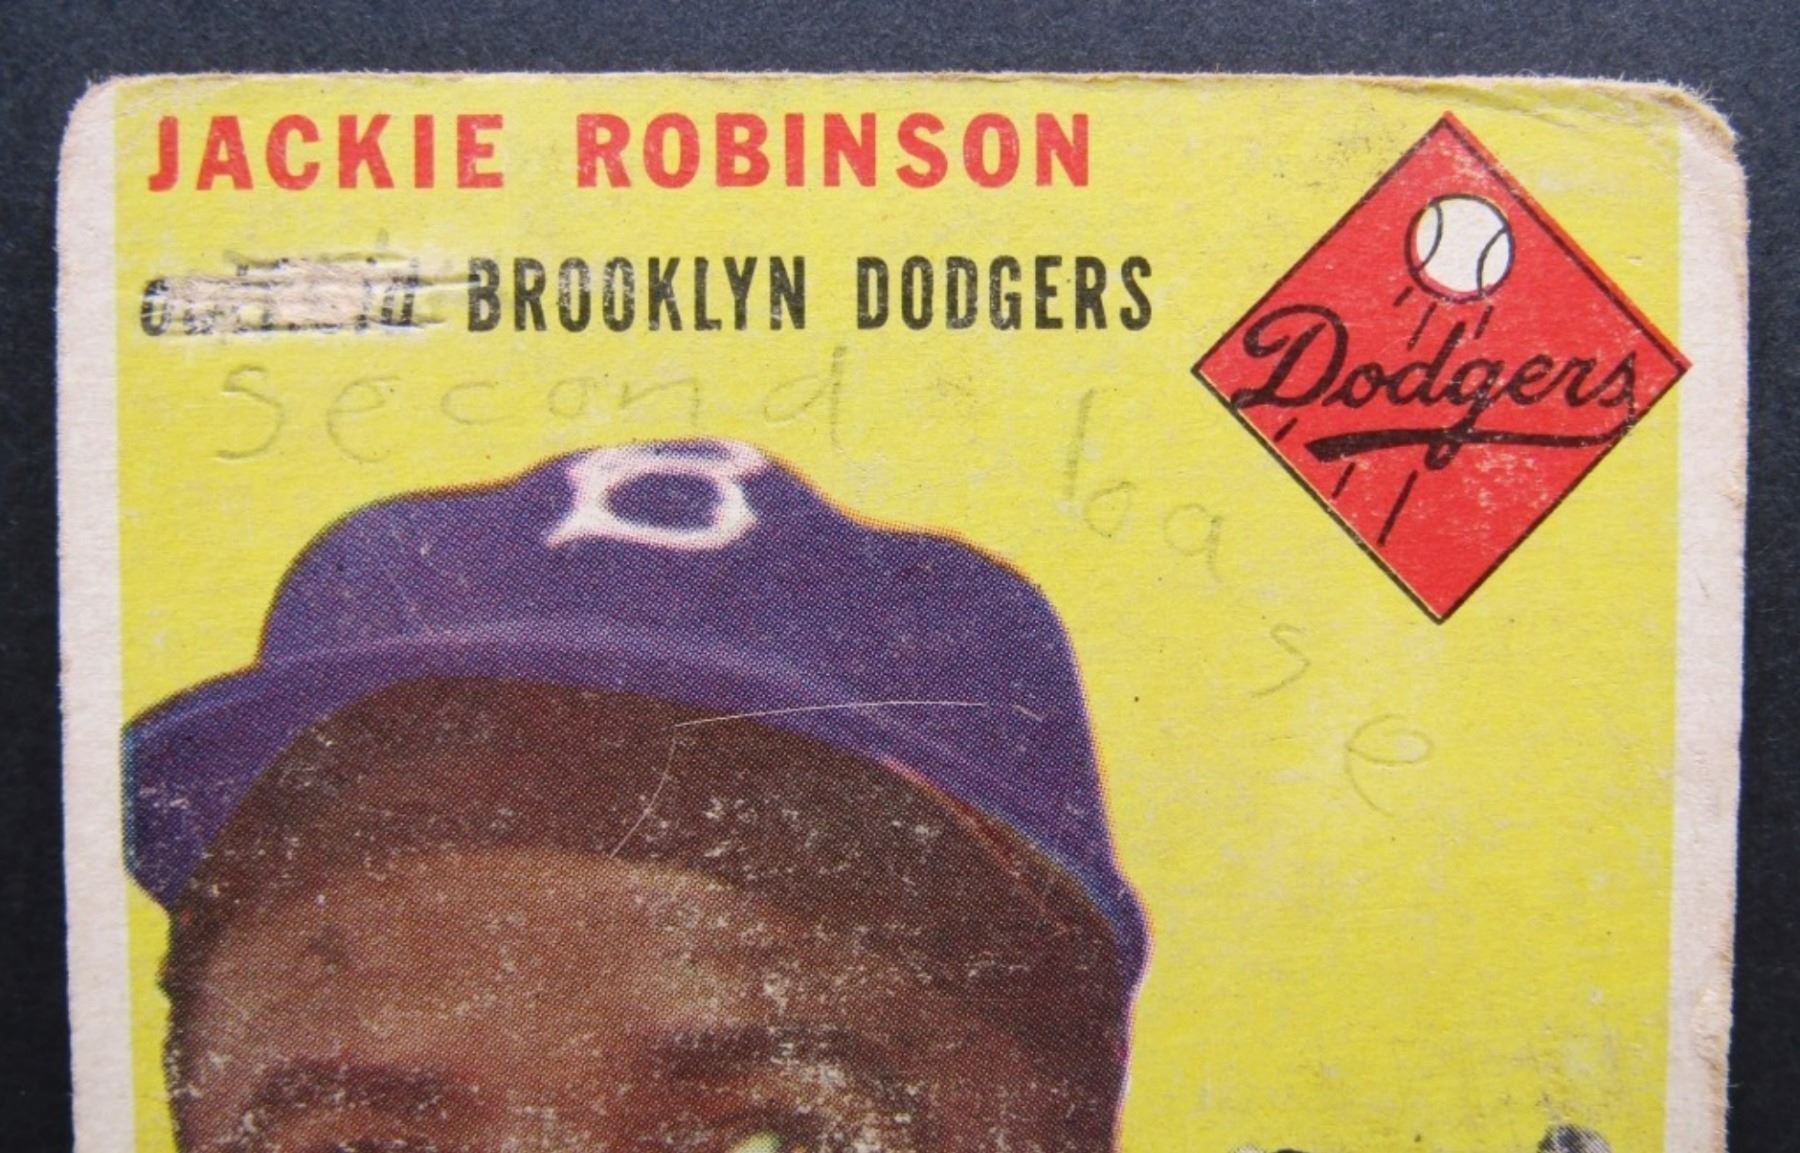 JACKIE ROBINSON
BROOKLYN DODGERS
second base
Dodgers
B